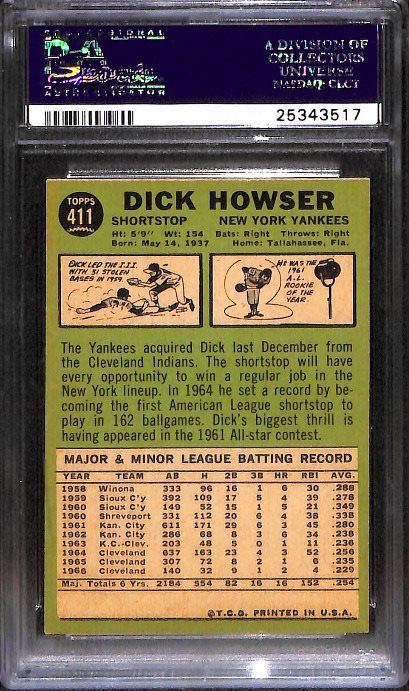 A DIVISION OF
COLLECTORS
UNIVERSE
NASDAQ: CLCT
25343517
TOPPS
411
DICK HOWSER
SHORTSTOP NEW YORK YANKEES
Ht: 5'9" Wt: 154 Bats: Right Throws: Right
Born: May 14, 1937 Home: Tallahassee, Fla.
DICK LED THE I.I.I.
WITH 31 STOLEN
BASES IN 1959.
HE WAS THE
1961
A.L.
ROOKIE
OF THE
YEAR.
The Yankees acquired Dick last December from
the Cleveland Indians. The shortstop will have
every opportunity to win a regular job in the
New York lineup. In 1964 he set a record by be-
coming the first American League shortstop to
play in 162 ballgames. Dick's biggest thrill is
having appeared in the 1961 All-star contest.
MAJOR & MINOR LEAGUE BATTING RECORD
YEAR TEAM AB H 2B 3B HR RBI AVG.
1958 Winona 333 96 16 1 6 30 .288
1939 Sioux C'y 392 109 17 5 4 39 .278
1960 Sioux C'y 149 52 15 1 5 21 .349
1960 Shreveport 331 112 20 6 4 38 .338
1961 Kan. City 611 171 29 6 3 45 .280
1962 Kan. City 286 68 8 3 6 34 .238
1963 K.C.-Clev. 203 48 5 0 1 11 .236
1964 Cleveland 637 163 23 4 3 52 .256
1965 Cleveland 307 72 8 2 1 6 .235
1966 Cleveland 140 32 9 1 2 4 .229
Maj. Totals 6 Yrs. 2184 554 82 16 16 152 .254
©T.C.G. PRINTED IN U.S.A.